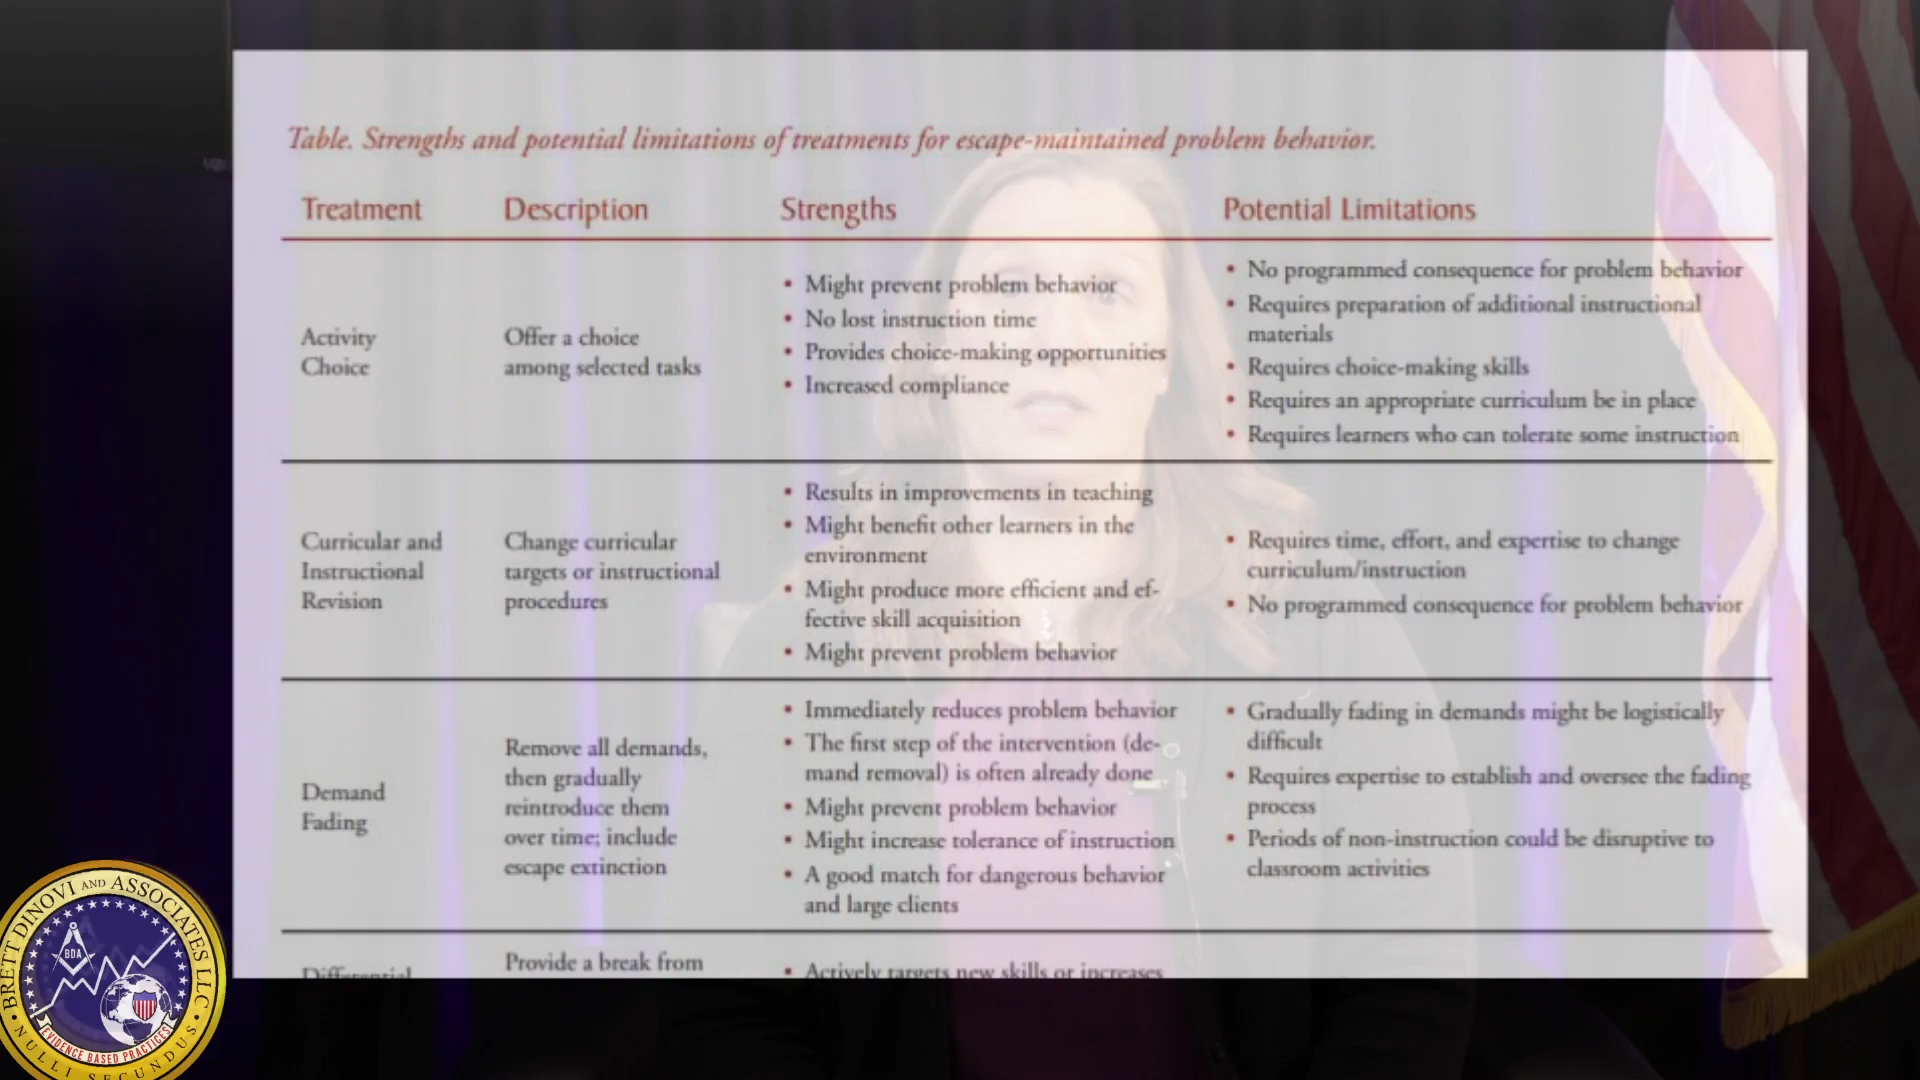 Table. Strengths and potential limitations of treatments for escape-maintained problem behavior.
Treatment Description Strengths Potential Limitations
Activity
Choice
Offer a choice
among selected tasks
• Might prevent problem behavior
• No lost instruction time
• Provides choice-making opportunities
• Increased compliance
• No programmed consequence for problem behavior
• Requires preparation of additional instructional
materials
• Requires choice-making skills
• Requires an appropriate curriculum be in place
• Requires learners who can tolerate some instruction
Curricular and
Instructional
Revision
Change curricular
targets or instructional
procedures
• Results in improvements in teaching
• Might benefit other learners in the
environment
• Might produce more efficient and ef-
fective skill acquisition
• Might prevent problem behavior
• Requires time, effort, and expertise to change
curriculum/instruction
• No programmed consequence for problem behavior
Demand
Fading
Remove all demands,
then gradually
reintroduce them
over time; include
escape extinction
• Immediately reduces problem behavior
• The first step of the intervention (de-
mand removal) is often already done
• Might prevent problem behavior
• Might increase tolerance of instruction
• A good match for dangerous behavior
and large clients
• Gradually fading in demands might be logistically
difficult
• Requires expertise to establish and oversee the fading
process
• Periods of non-instruction could be disruptive to
classroom activities
Differential
Provide a break from
• Actively targets new skills or increases
BRETT DINOVI AND ASSOCIATES LLC
BDA
EVIDENCE BASED PRACTICES
• NULLI SECUNDUS •